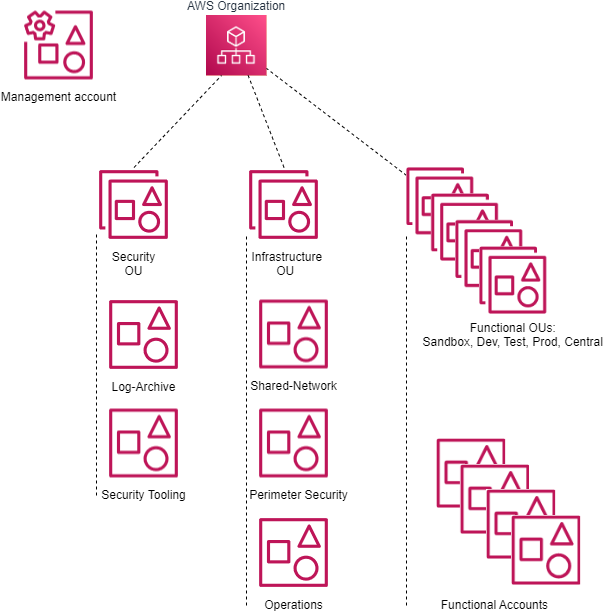 AWS Organization
Management account
Security
OU
Infrastructure
OU
Functional OUs:
Sandbox, Dev, Test, Prod, Central
Log-Archive
Shared-Network
Security Tooling
Perimeter Security
Operations
Functional Accounts